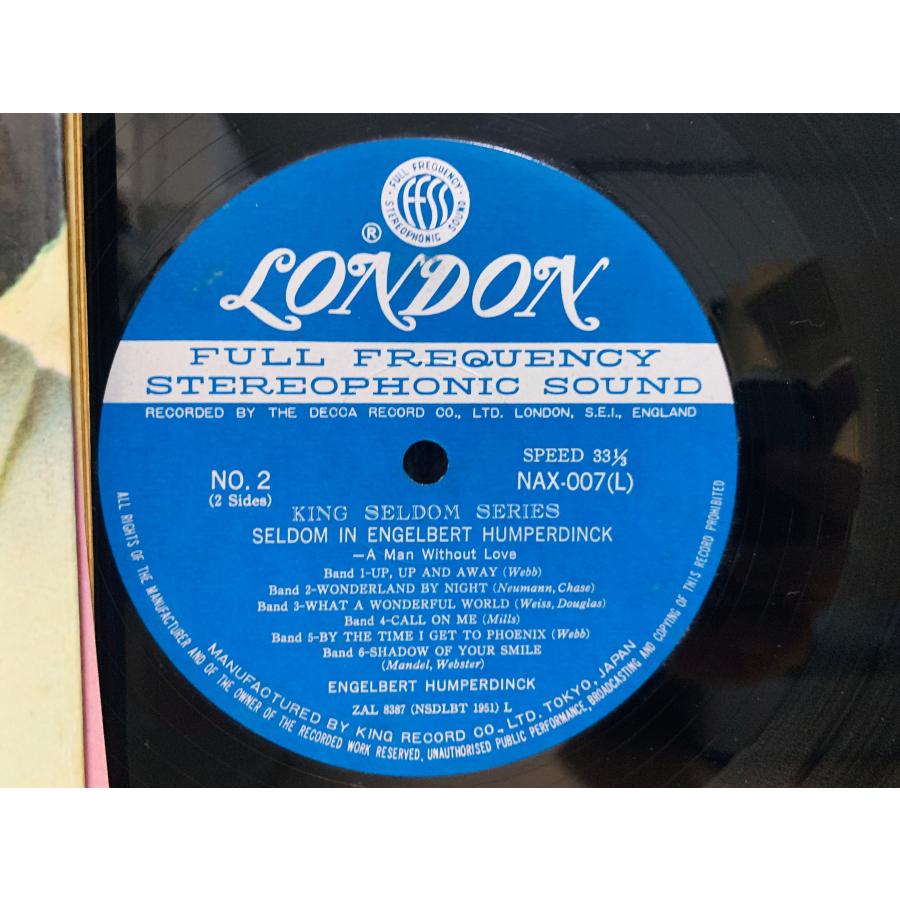 FULL FREQUENCY
FFSS
STEREOPHONIC SOUND
®
LONDON
FULL FREQUENCY
STEREOPHONIC SOUND
RECORDED BY THE DECCA RECORD CO., LTD. LONDON, S.E.I., ENGLAND
SPEED 33⅓
NO. 2
NAX-007(L)
(2 Sides)
KING SELDOM SERIES
SELDOM IN ENGELBERT HUMPERDINCK
—A Man Without Love
Band 1-UP, UP AND AWAY (Webb)
Band 2-WONDERLAND BY NIGHT (Neumann, Chase)
Band 3-WHAT A WONDERFUL WORLD (Weiss, Douglas)
Band 4-CALL ON ME (Mills)
Band 5-BY THE TIME I GET TO PHOENIX (Webb)
Band 6-SHADOW OF YOUR SMILE
(Mandel, Webster)
ENGELBERT HUMPERDINCK
ZAL 8387 (NSDLBT 1951) L
MANUFACTURED BY KING RECORD CO., LTD. TOKYO, JAPAN
ALL RIGHTS OF THE MANUFACTURER AND OF THE OWNER OF THE RECORDED WORK RESERVED. UNAUTHORISED PUBLIC PERFORMANCE, BROADCASTING AND COPYING OF THIS RECORD PROHIBITED